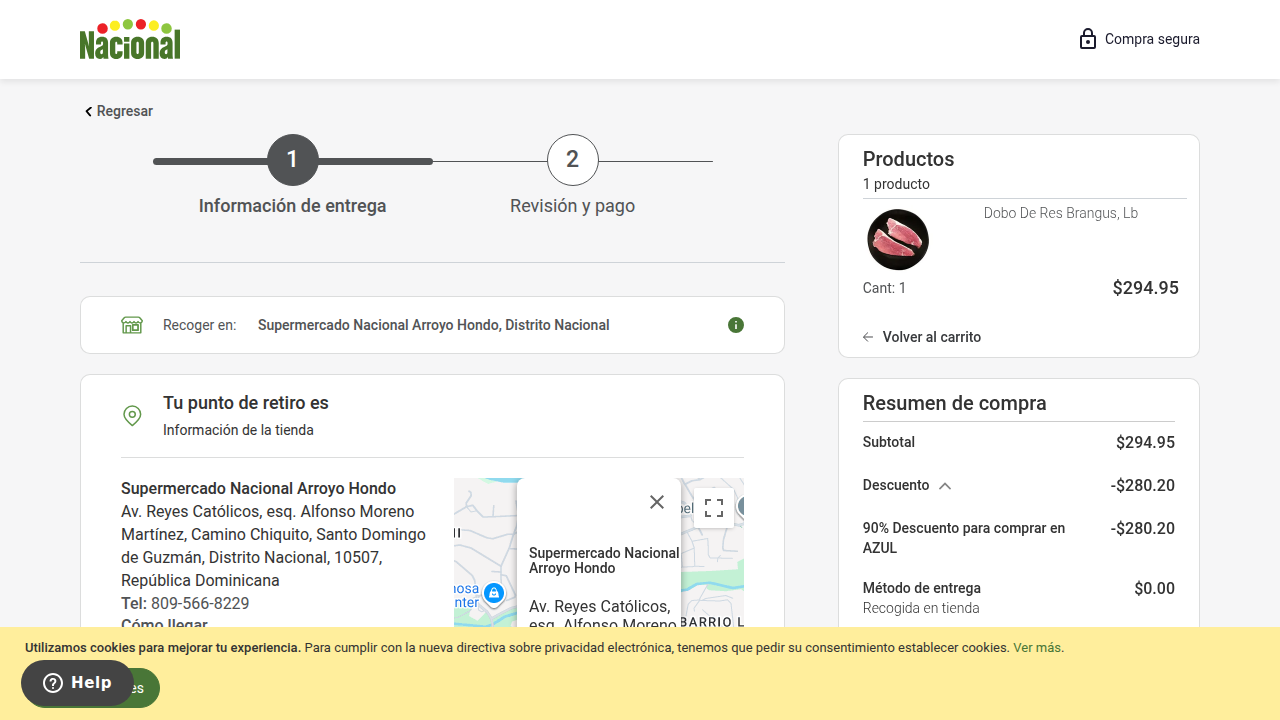 Nacional
Compra segura
Regresar
1
2
Información de entrega
Revisión y pago
Recoger en:
Supermercado Nacional Arroyo Hondo, Distrito Nacional
Tu punto de retiro es
Información de la tienda
Supermercado Nacional Arroyo Hondo
Av. Reyes Católicos, esq. Alfonso Moreno
Martínez, Camino Chiquito, Santo Domingo
de Guzmán, Distrito Nacional, 10507,
República Dominicana
Tel: 809-566-8229
Cómo llegar
Supermercado Nacional
Arroyo Hondo
Av. Reyes Católicos,
esq. Alfonso Moreno
BARRIO L
Productos
1 producto
Dobo De Res Brangus, Lb
Cant: 1
$294.95
Volver al carrito
Resumen de compra
Subtotal
$294.95
Descuento
-$280.20
90% Descuento para comprar en
AZUL
-$280.20
Método de entrega
$0.00
Recogida en tienda
Utilizamos cookies para mejorar tu experiencia. Para cumplir con la nueva directiva sobre privacidad electrónica, tenemos que pedir su consentimiento establecer cookies. Ver más.
Help